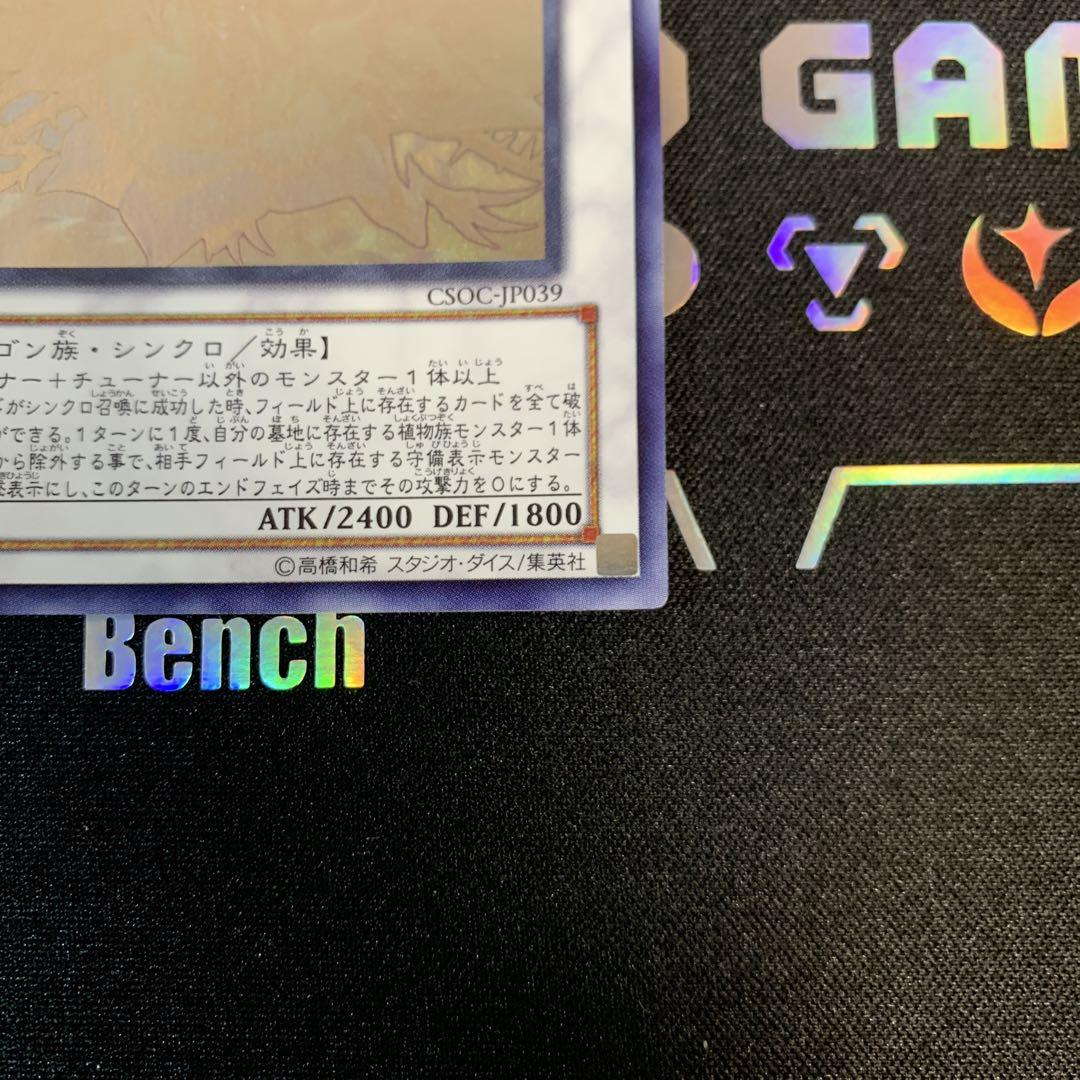 GAM
CSOC-JP039
ゴン族・シンクロ/効果】
ナー+チューナー以外のモンスター1体以上
がシンクロ召喚に成功した時、フィールド上に存在するカードを全て破
ができる。1ターンに1度、自分の墓地に存在する植物族モンスター1体
から除外する事で、相手フィールド上に存在する守備表示モンスター
表示にし、このターンのエンドフェイズ時までその攻撃力を0にする。
ATK/2400 DEF/1800
©高橋和希 スタジオ・ダイス/集英社
Bench